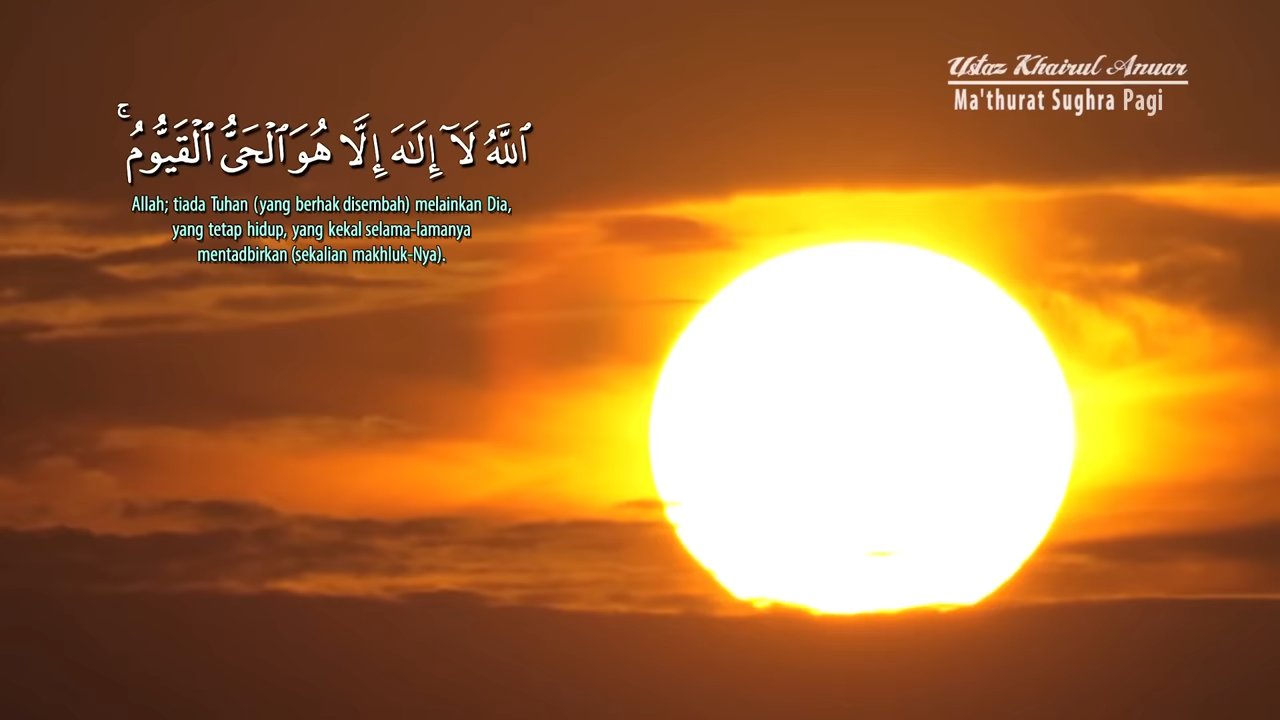 ٱللَّهُ لَآ إِلَـٰهَ إِلَّا هُوَ ٱلْحَىُّ ٱلْقَيُّومُ ۚ
Allah; tiada Tuhan (yang berhak disembah) melainkan Dia,
yang tetap hidup, yang kekal selama-lamanya
mentadbirkan (sekalian makhluk-Nya).
Ustaz Khairul Anuar
Ma'thurat Sughra Pagi